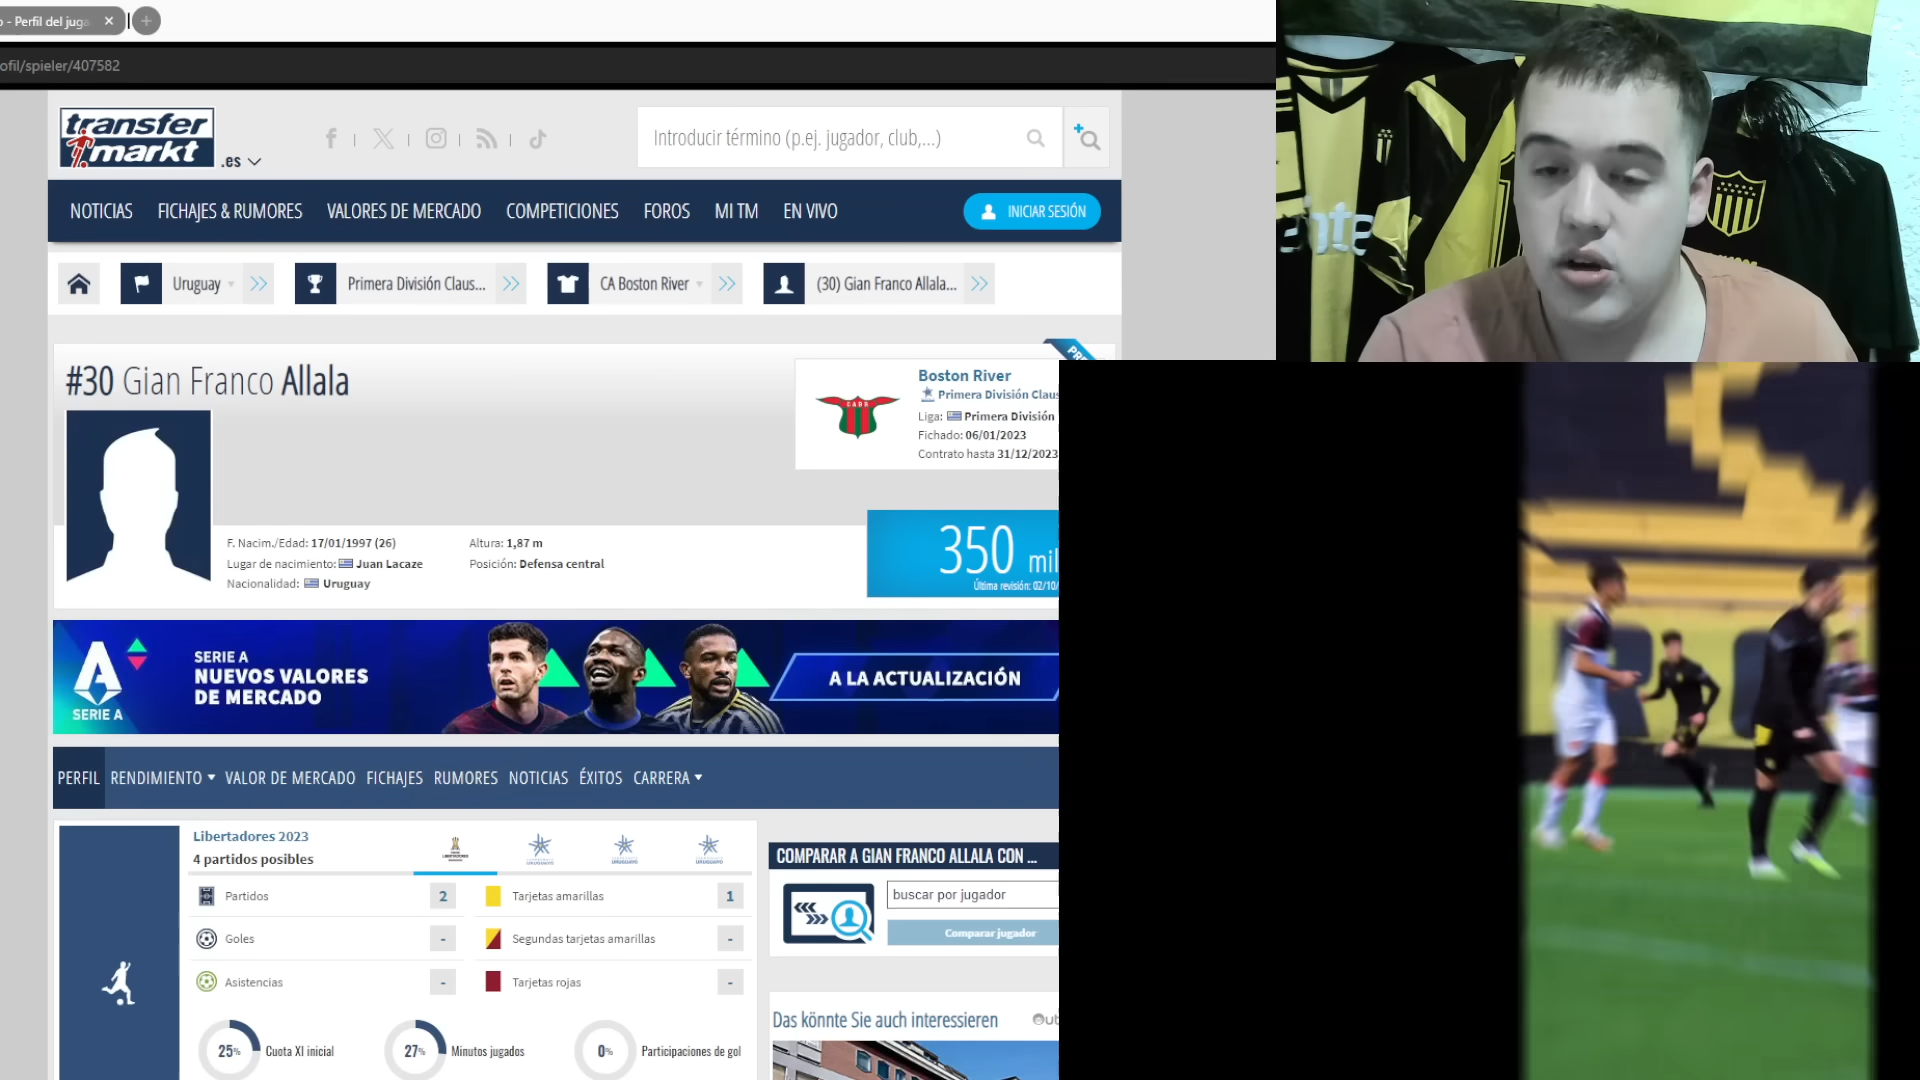 o - Perfil del juga
ofil/spieler/407582
transfer
markt
.es
Introducir término (p.ej. jugador, club,...)
NOTICIAS FICHAJES & RUMORES VALORES DE MERCADO COMPETICIONES FOROS MI TM EN VIVO INICIAR SESIÓN
Uruguay Primera División Claus... CA Boston River (30) Gian Franco Allala...
#30 Gian Franco Allala
Boston River
Primera División Claus
Liga: Primera División
Fichado: 06/01/2023
Contrato hasta 31/12/2023
CABR
350 mil
Última revisión: 02/10/
F. Nacim./Edad: 17/01/1997 (26)
Lugar de nacimiento: Juan Lacaze
Nacionalidad: Uruguay
Altura: 1,87 m
Posición: Defensa central
SERIE A
SERIE A
NUEVOS VALORES
DE MERCADO
A LA ACTUALIZACIÓN
PERFIL RENDIMIENTO VALOR DE MERCADO FICHAJES RUMORES NOTICIAS ÉXITOS CARRERA
Libertadores 2023
4 partidos posibles
Partidos 2 Tarjetas amarillas 1
Goles - Segundas tarjetas amarillas -
Asistencias - Tarjetas rojas -
25% Cuota XI inicial 27% Minutos jugados 0% Participaciones de gol
COMPARAR A GIAN FRANCO ALLALA CON ...
buscar por jugador
Comparar jugador
Das könnte Sie auch interessieren